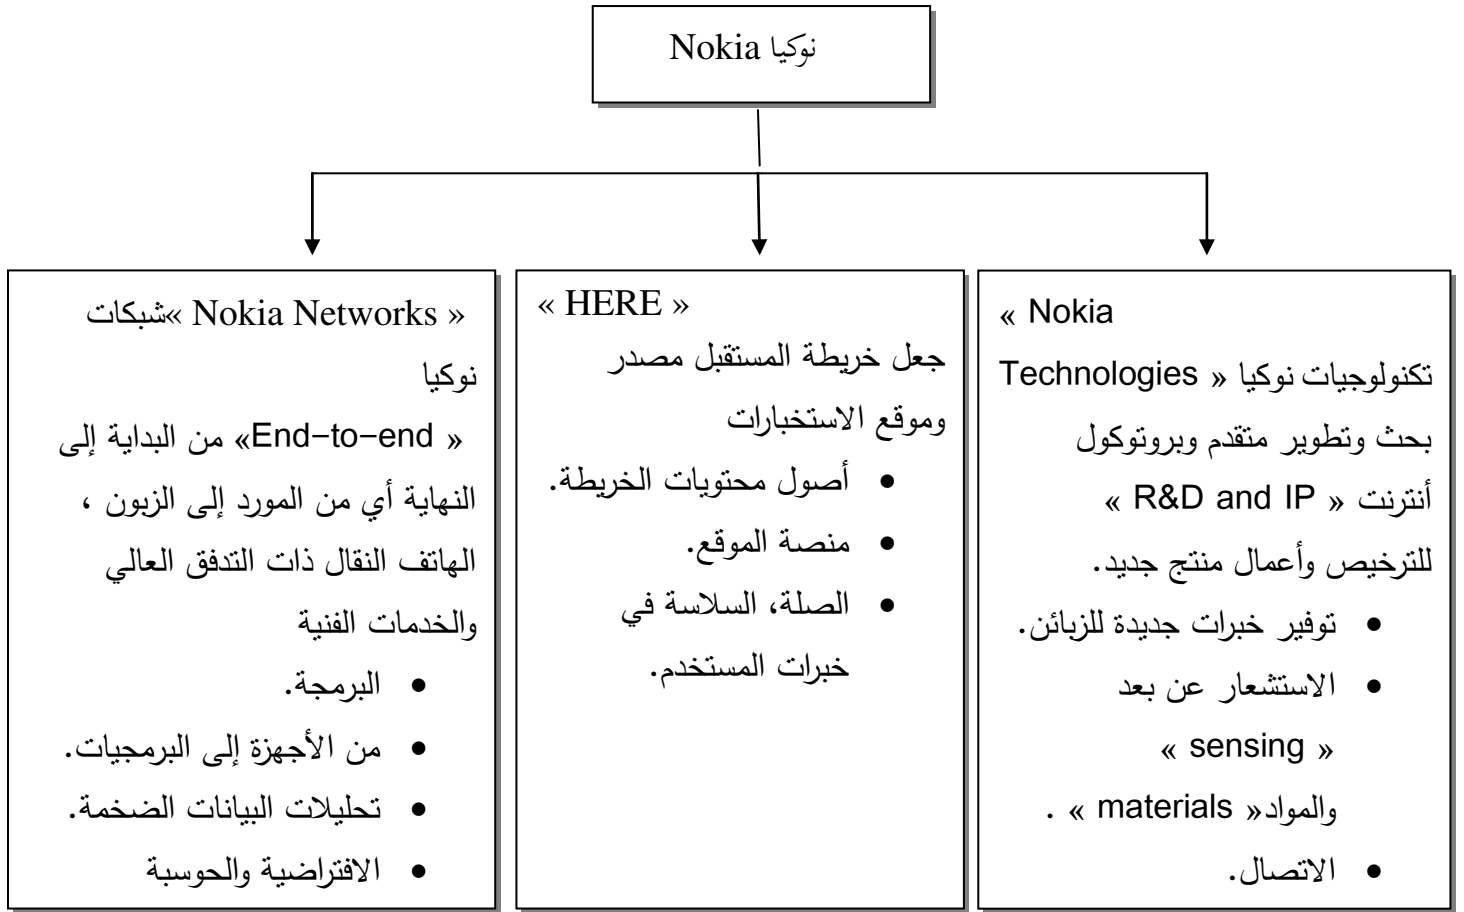 نوكيا Nokia
« Nokia
تكنولوجيات نوكيا « Technologies
بحث وتطوير متقدم وبروتوكول
أنترنت « R&D and IP »
للترخيص وأعمال منتج جديد.
• توفير خبرات جديدة للزبائن.
• الاستشعار عن بعد
« sensing »
والمواد« materials » .
• الاتصال.
« HERE »
جعل خريطة المستقبل مصدر
وموقع الاستخبارات
• أصول محتويات الخريطة.
• منصة الموقع.
• الصلة، السلاسة في
خبرات المستخدم.
« Nokia Networks »شبكات
نوكيا
« End-to-end» من البداية إلى
النهاية أي من المورد إلى الزبون ،
الهاتف النقال ذات التدفق العالي
والخدمات الفنية
• البرمجة.
• من الأجهزة إلى البرمجيات.
• تحليلات البيانات الضخمة.
• الافتراضية والحوسبة